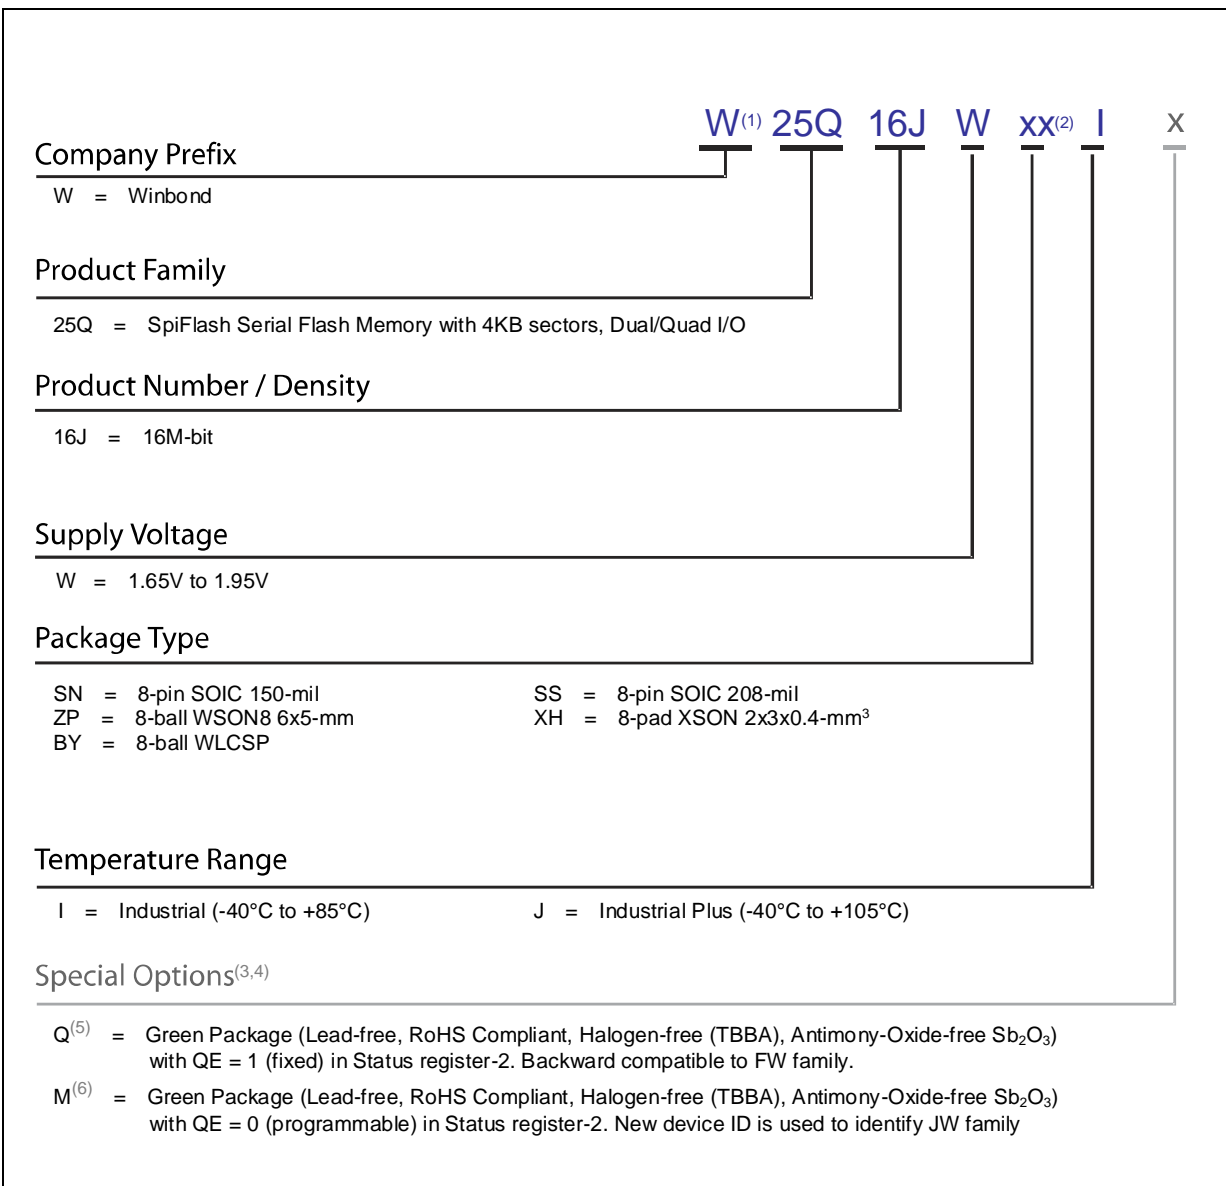 W(1) 25Q 16J W xx(2) I x
Company Prefix
W = Winbond
Product Family
25Q = SpiFlash Serial Flash Memory with 4KB sectors, Dual/Quad I/O
Product Number / Density
16J = 16M-bit
Supply Voltage
W = 1.65V to 1.95V
Package Type
SN = 8-pin SOIC 150-mil SS = 8-pin SOIC 208-mil
ZP = 8-ball WSON8 6x5-mm XH = 8-pad XSON 2x3x0.4-mm³
BY = 8-ball WLCSP
Temperature Range
I = Industrial (-40°C to +85°C) J = Industrial Plus (-40°C to +105°C)
Special Options(3,4)
Q(5) = Green Package (Lead-free, RoHS Compliant, Halogen-free (TBBA), Antimony-Oxide-free Sb₂O₃)
with QE = 1 (fixed) in Status register-2. Backward compatible to FW family.
M(6) = Green Package (Lead-free, RoHS Compliant, Halogen-free (TBBA), Antimony-Oxide-free Sb₂O₃)
with QE = 0 (programmable) in Status register-2. New device ID is used to identify JW family